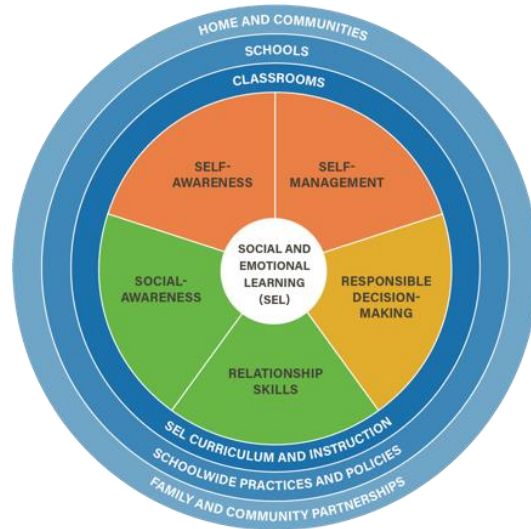 HOME AND COMMUNITIES
SCHOOLS
CLASSROOMS
SELF-
AWARENESS
SELF-
MANAGEMENT
SOCIAL AND
EMOTIONAL
LEARNING
(SEL)
SOCIAL-
AWARENESS
RESPONSIBLE
DECISION-
MAKING
RELATIONSHIP
SKILLS
SEL CURRICULUM AND INSTRUCTION
SCHOOLWIDE PRACTICES AND POLICIES
FAMILY AND COMMUNITY PARTNERSHIPS